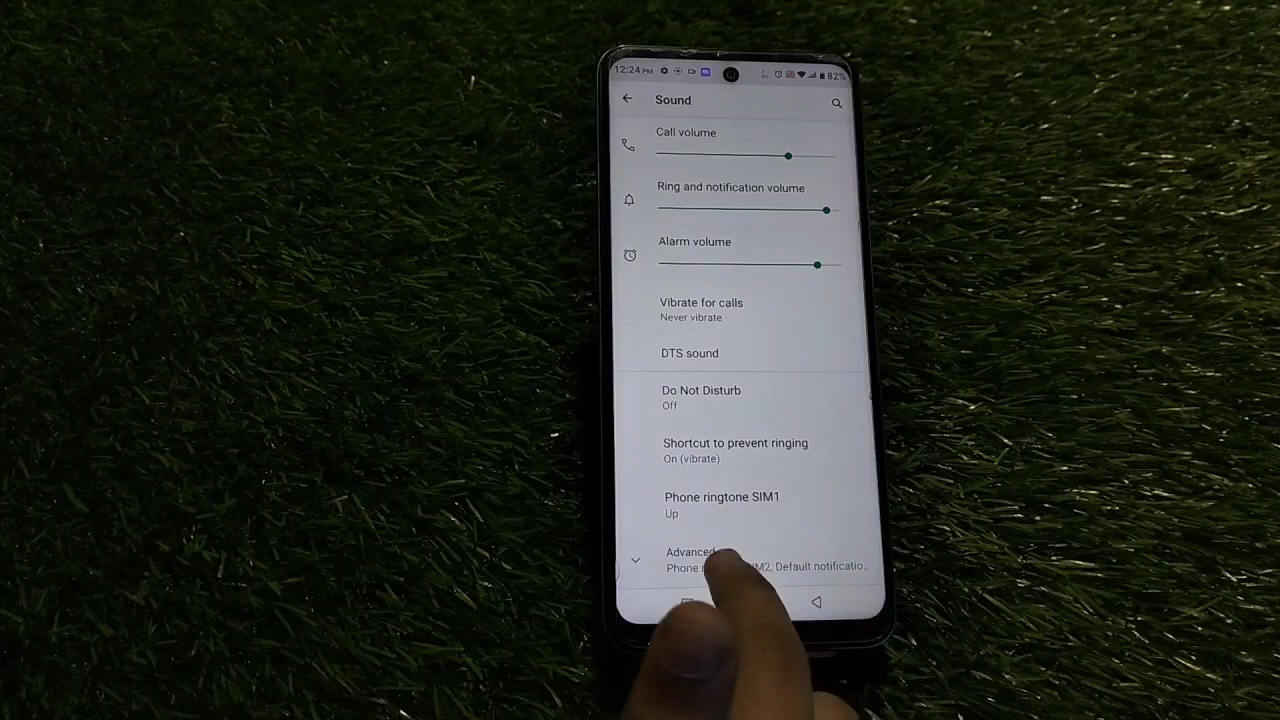 12:24 PM 82%
Sound
Call volume
Ring and notification volume
Alarm volume
Vibrate for calls
Never vibrate
DTS sound
Do Not Disturb
Off
Shortcut to prevent ringing
On (vibrate)
Phone ringtone SIM1
Up
Advanced
Phone IM2, Default notificatio..